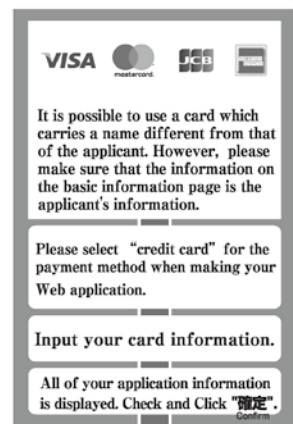 VISA mastercard. JCB
It is possible to use a card which
carries a name different from that
of the applicant. However, please
make sure that the information on
the basic information page is the
applicant's information.
Please select “credit card” for the
payment method when making your
Web application.
Input your card information.
All of your application information
is displayed. Check and Click "確定".
Confirm